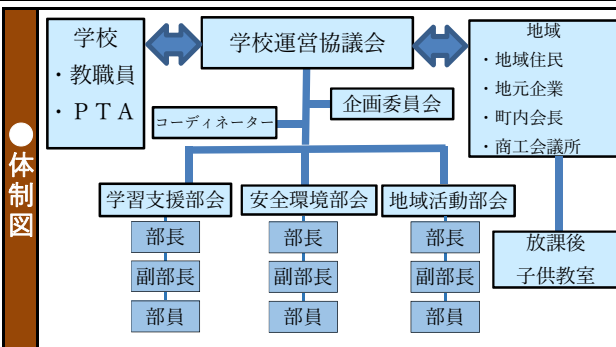 ●体制図
学校
・教職員
・ＰＴＡ
学校運営協議会
地域
・地域住民
・地元企業
・町内会長
・商工会議所
企画委員会
コーディネーター
学習支援部会
安全環境部会
地域活動部会
部長
副部長
部員
部長
副部長
部員
部長
副部長
部員
放課後
子供教室